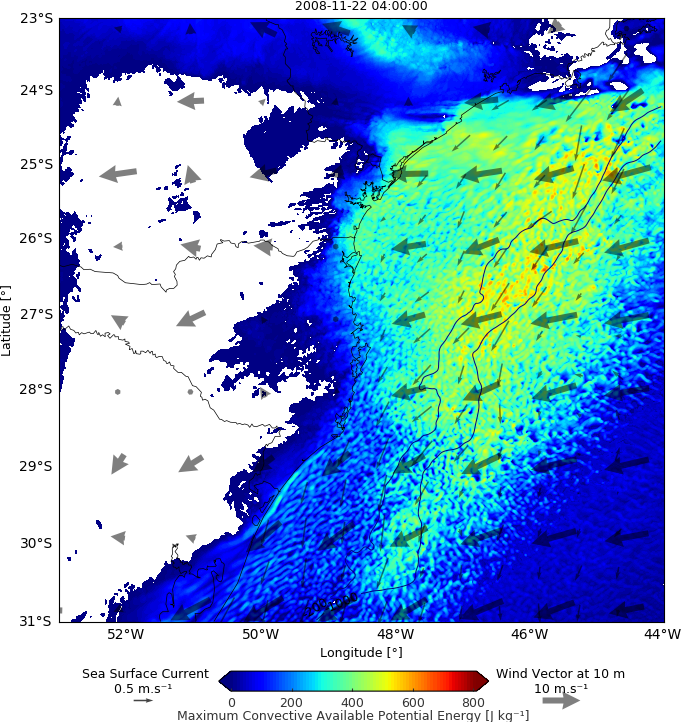 2008-11-22 04:00:00
23°S
24°S
25°S
26°S
27°S
28°S
29°S
30°S
31°S
Latitude [°]
52°W 50°W 48°W 46°W 44°W
Longitude [°]
Sea Surface Current
0.5 m.s⁻¹
Wind Vector at 10 m
10 m.s⁻¹
0 200 400 600 800
Maximum Convective Available Potential Energy [J kg⁻¹]